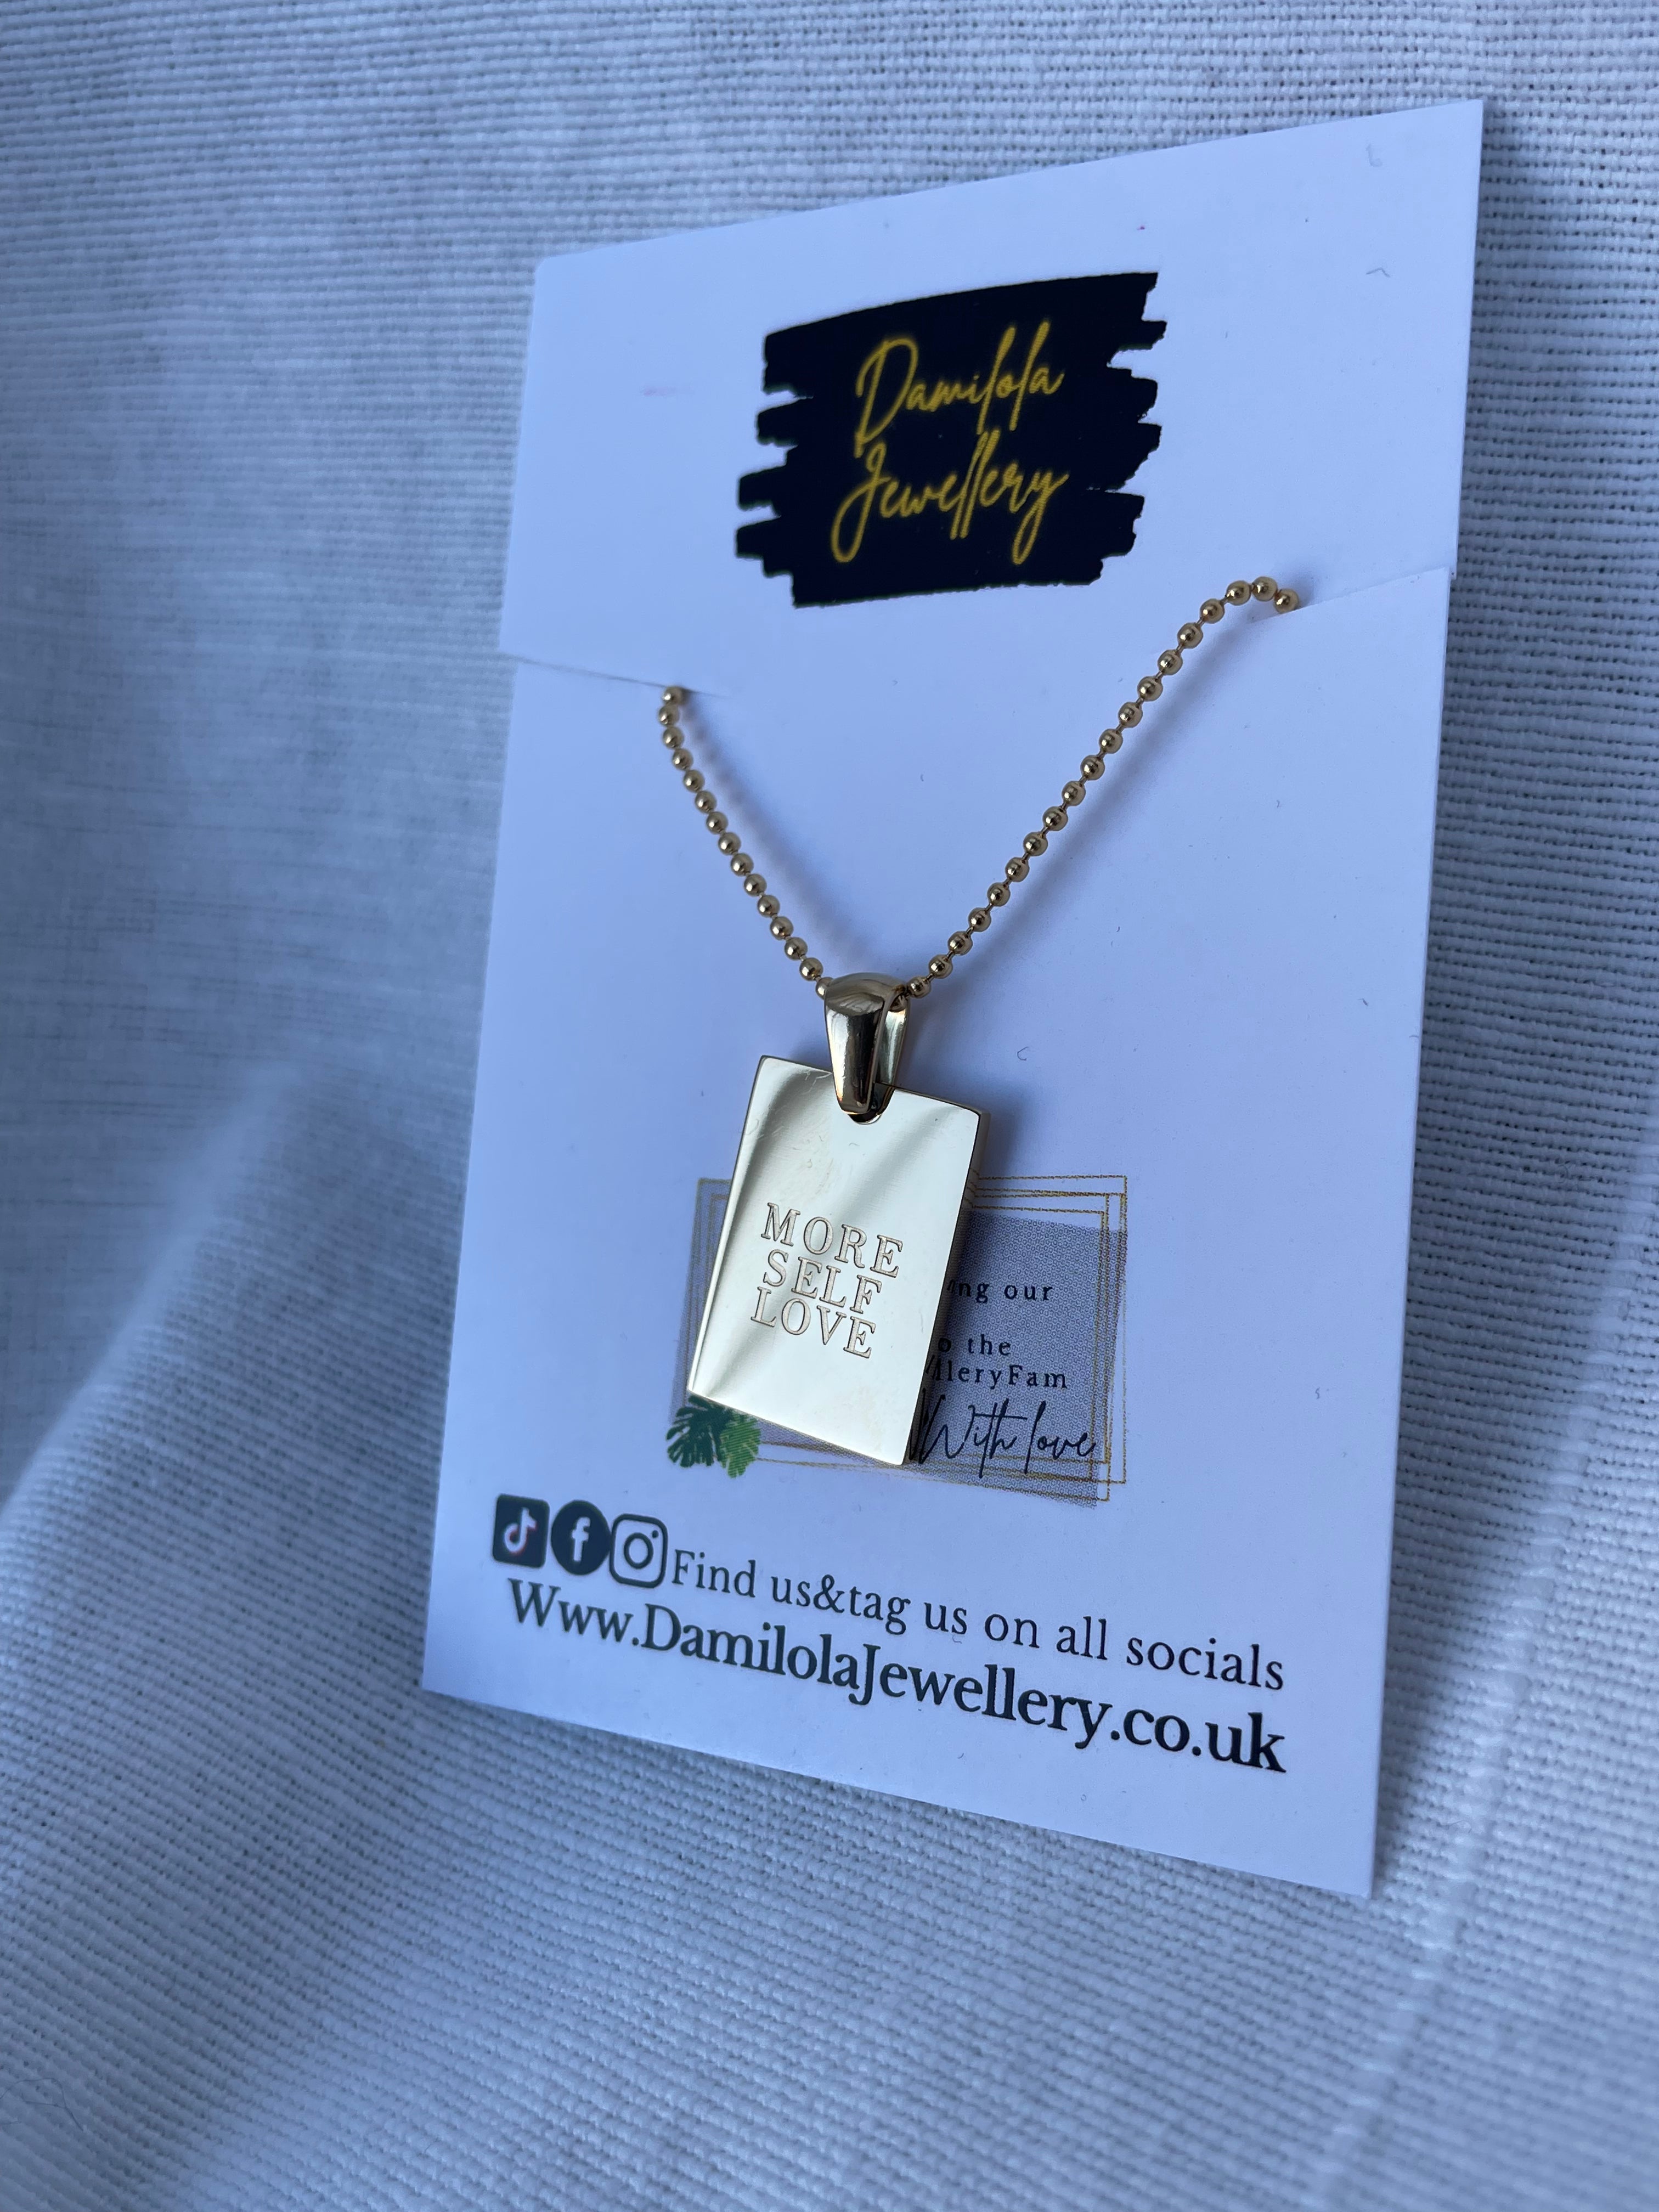 Damilola
Jewellery
MORE
SELF
LOVE
our
the
With love
Find us&tag us on all socials
Www.DamilolaJewellery.co.uk